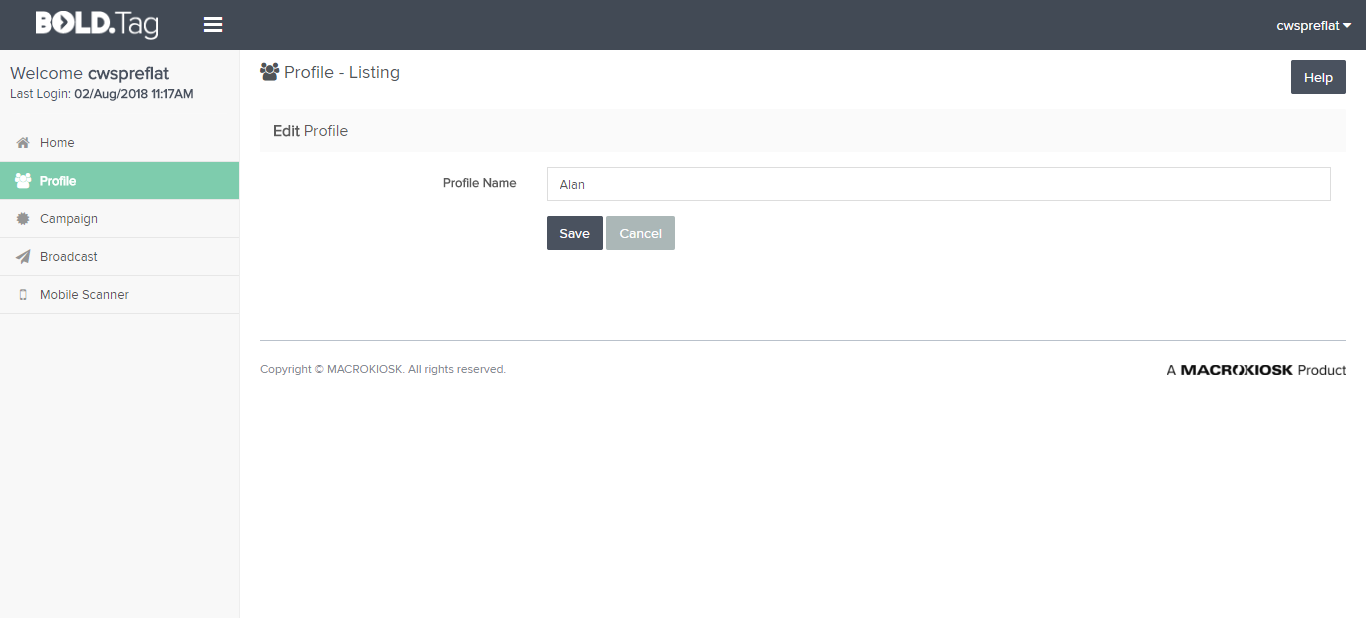 BOLD.Tag
cwspreflat
Welcome cwspreflat
Last Login: 02/Aug/2018 11:17AM
Home
Profile
Campaign
Broadcast
Mobile Scanner
Profile - Listing
Help
Edit Profile
Profile Name Alan
Save Cancel
Copyright © MACROKIOSK. All rights reserved.
A MACROKIOSK Product